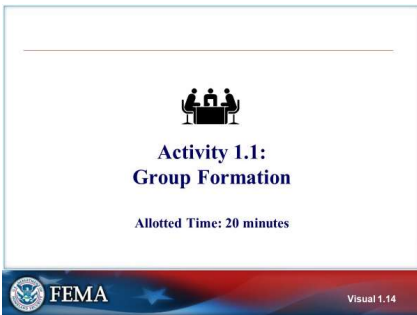 Activity 1.1:
Group Formation
Allotted Time: 20 minutes
FEMA
Visual 1.14